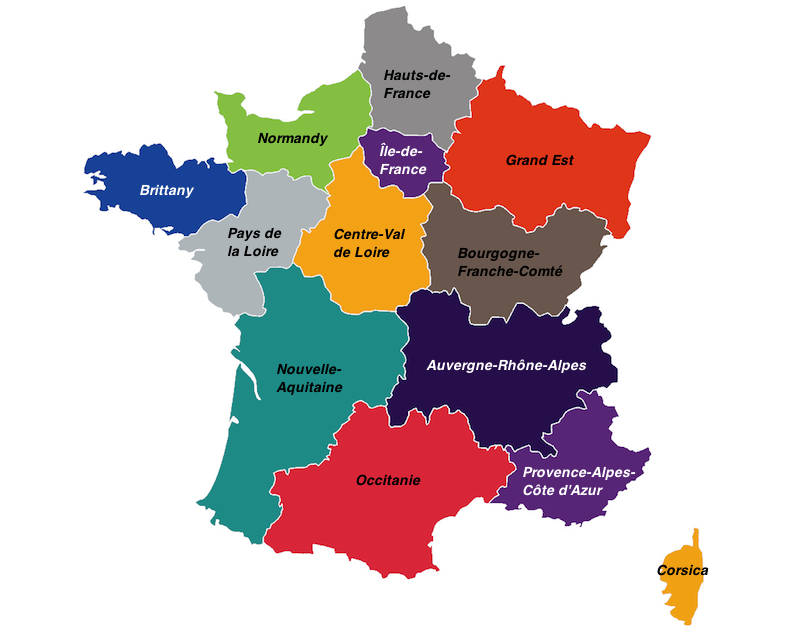 Hauts-de-
France
Normandy
Île-de-
France
Grand Est
Brittany
Pays de
la Loire
Centre-Val
de Loire
Bourgogne-
Franche-Comté
Nouvelle-
Aquitaine
Auvergne-Rhône-Alpes
Occitanie
Provence-Alpes-
Côte d'Azur
Corsica